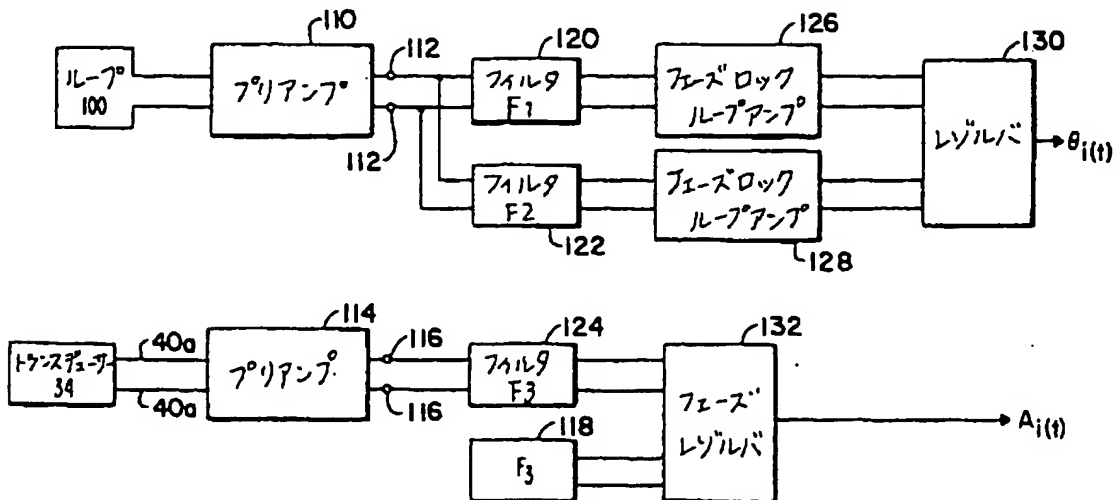 110
112
120
126
130
ループ
100
プリアンプ
フィルタ
F1
フェーズロック
ループアンプ
レゾルバ
θi(t)
112
フィルタ
F2
フェーズロック
ループアンプ
122
128
114
116
124
132
トランスデューサー
34
40a
40a
プリアンプ
116
フィルタ
F3
フェーズ
レゾルバ
Ai(t)
118
F3